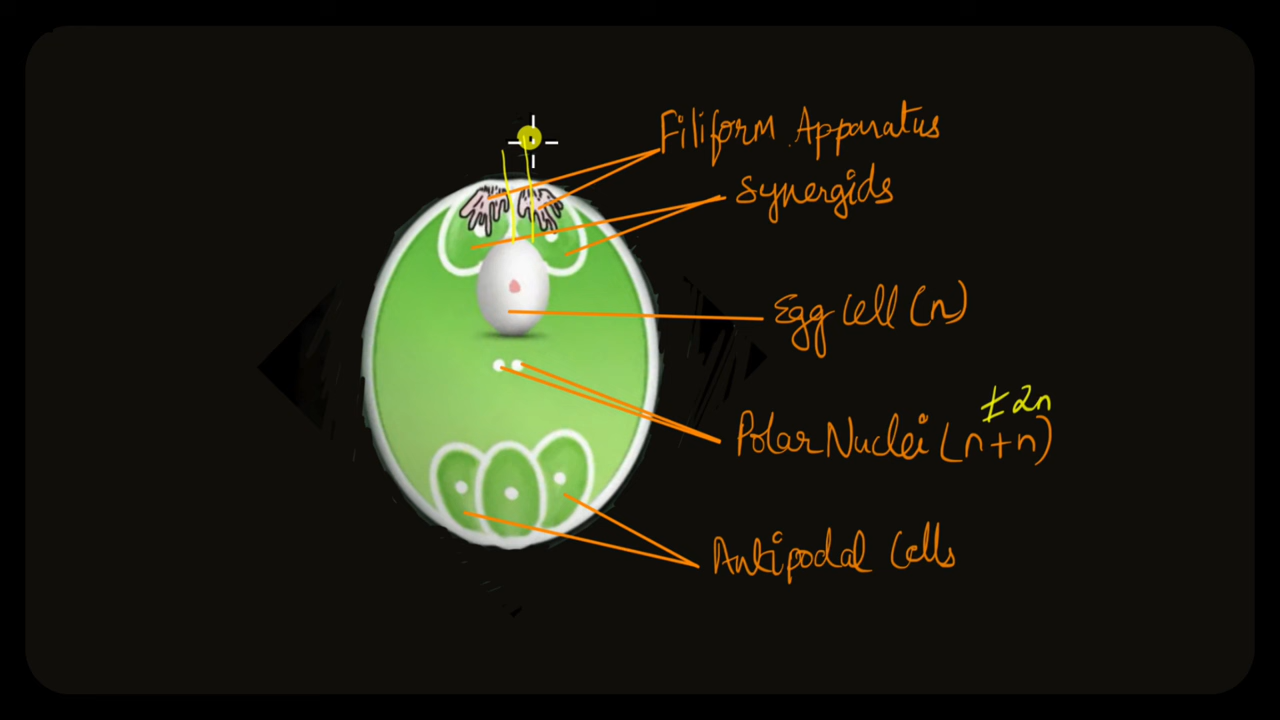 Filiform Apparatus
Synergids
Egg Cell (n)
±2n
Polar Nuclei (n+n)
Antipodal Cells